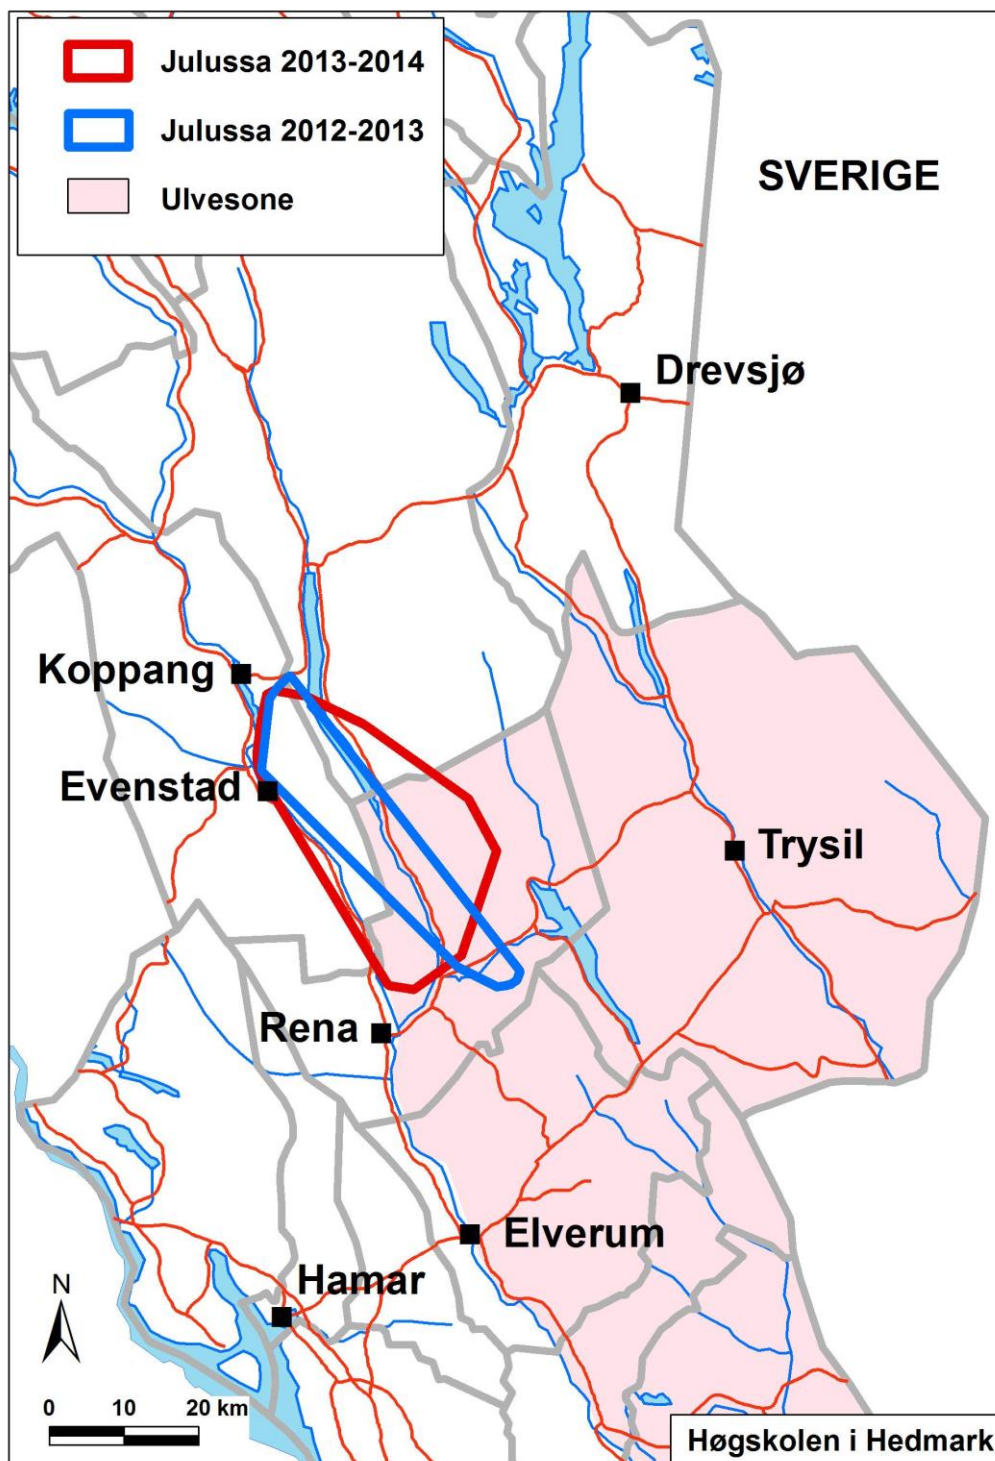 Julussa 2013-2014
Julussa 2012-2013
Ulvesone
SVERIGE
Drevsjø
Koppang
Evenstad
Trysil
Rena
Elverum
Hamar
N
0 10 20 km
Høgskolen i Hedmark